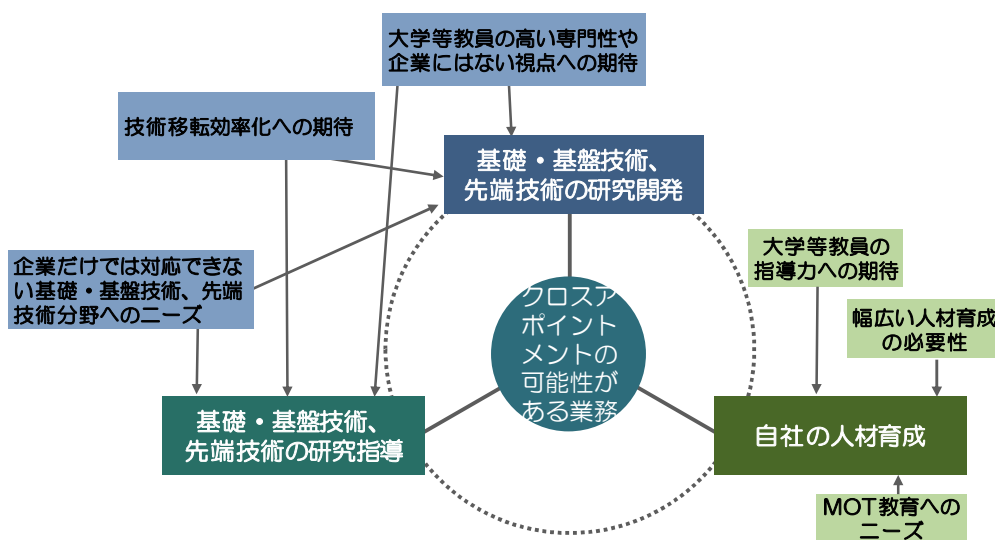 大学等教員の高い専門性や
企業にはない視点への期待
技術移転効率化への期待
基礎・基盤技術、
先端技術の研究開発
企業だけでは対応できな
い基礎・基盤技術、先端
技術分野へのニーズ
大学等教員の
指導力への期待
クロスア
ポイント
メントの
可能性が
ある業務
幅広い人材育成
の必要性
基礎・基盤技術、
先端技術の研究指導
自社の人材育成
MOT教育への
ニーズ